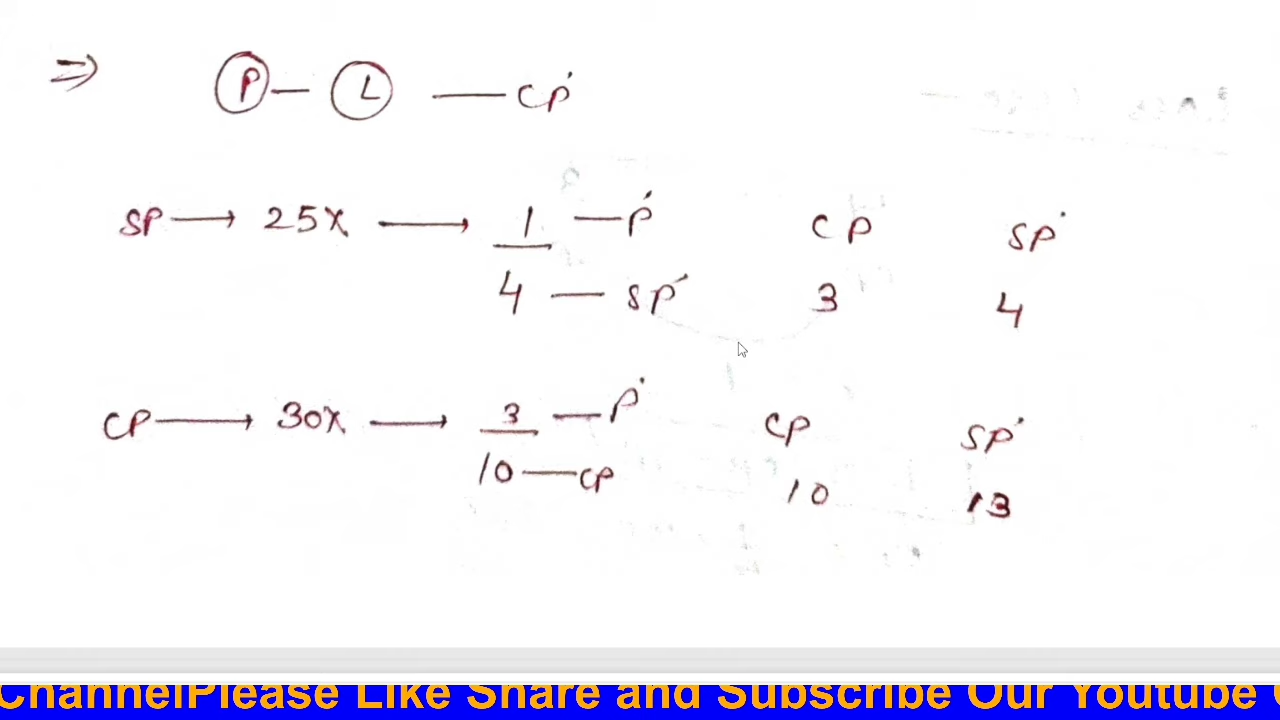 ⇒ P — L — CP
SP → 25% → 1 — P CP SP
4 — SP 3 4
CP → 30% → 3 — P CP SP
10 — CP 10 13
ChannelPlease Like Share and Subscribe Our Youtube